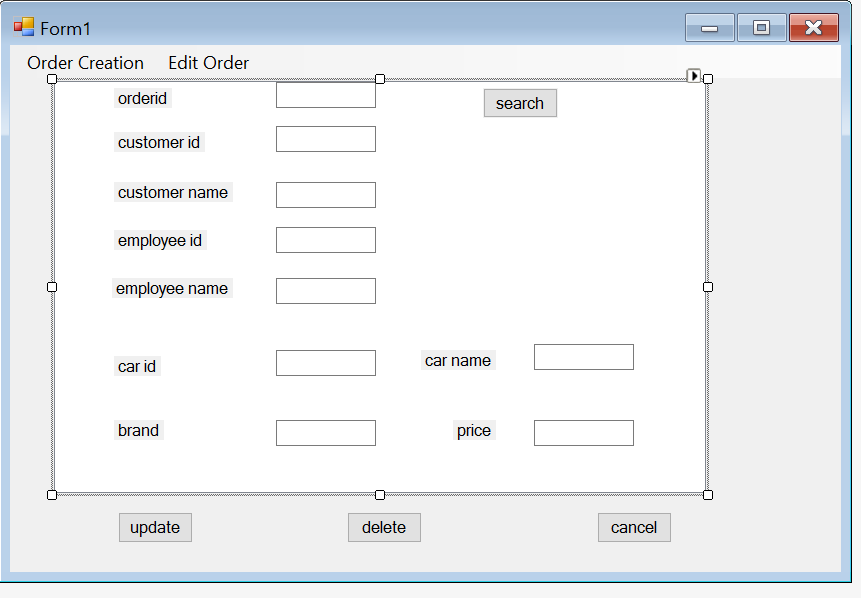 Form1
Order Creation Edit Order
orderid search
customer id
customer name
employee id
employee name
car id car name
brand price
update delete cancel